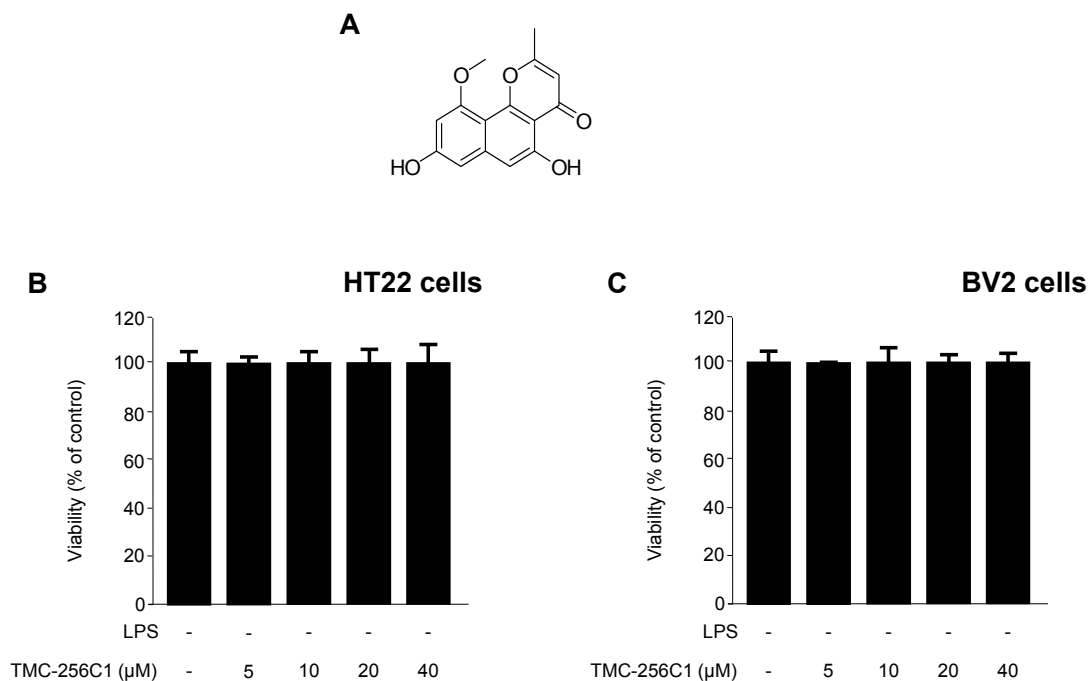 A
O
O
O
HO
OH
B
HT22 cells
120
100
80
60
40
20
0
Viability (% of control)
LPS - - - - -
TMC-256C1 (µM) - 5 10 20 40
C
BV2 cells
120
100
80
60
40
20
0
Viability (% of control)
LPS - - - - -
TMC-256C1 (µM) - 5 10 20 40